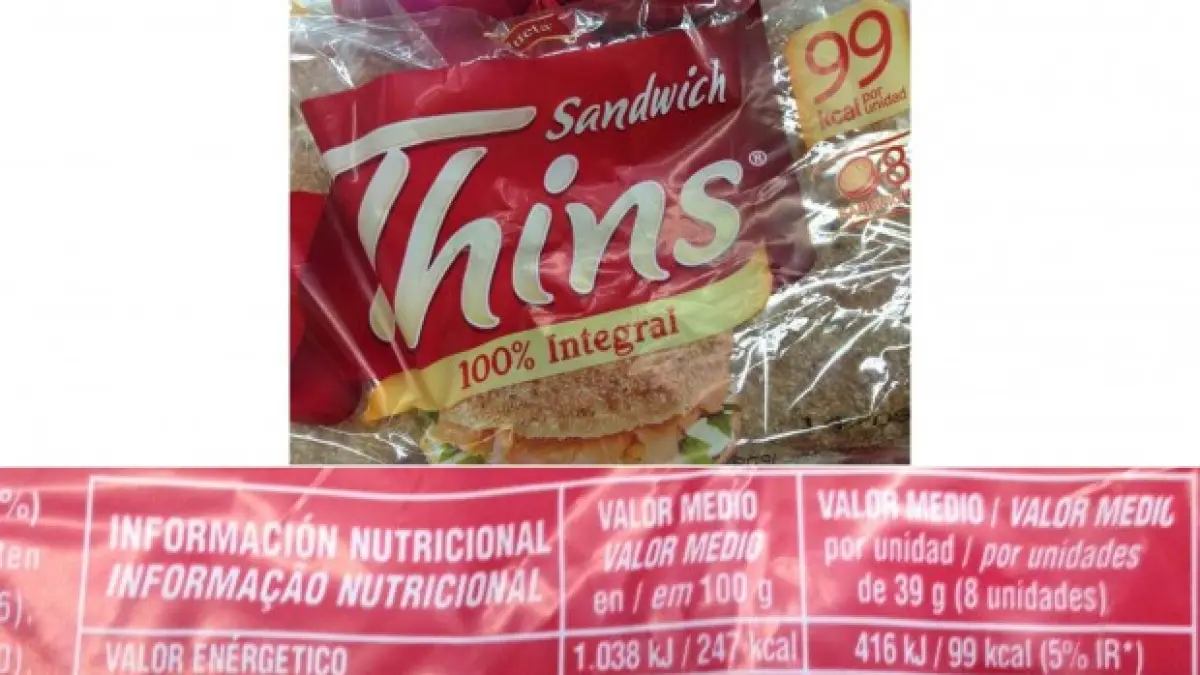 Sandwich
Thins®
100% Integral
99
kcal por
unidad
8
%)
INFORMACIÓN NUTRICIONAL
INFORMAÇÃO NUTRICIONAL
VALOR MEDIO
VALOR MEDIO
en / em 100 g
VALOR MEDIO / VALOR MEDIO
por unidad / por unidades
de 39 g (8 unidades)
VALOR ENÉRGETICO
1.038 kJ / 247 kcal
416 kJ / 99 kcal (5% IR*)